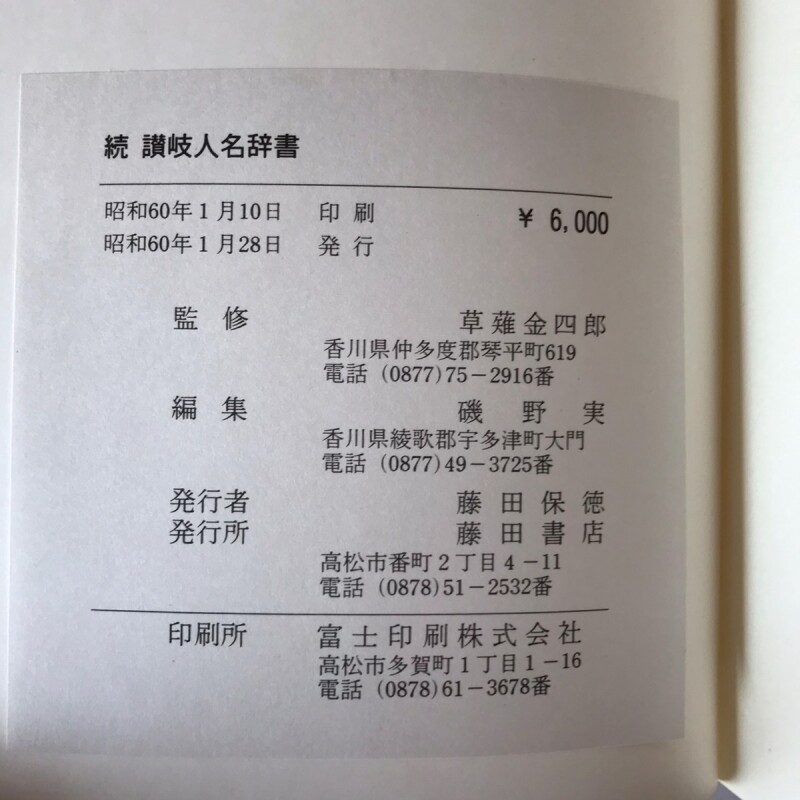 続 讃岐人名辞書
昭和60年1月10日 印刷 ¥ 6,000
昭和60年1月28日 発行
監修 草薙金四郎
香川県仲多度郡琴平町619
電話 (0877)75-2916番
編集 磯野実
香川県綾歌郡宇多津町大門
電話 (0877)49-3725番
発行者 藤田保徳
発行所 藤田書店
高松市番町2丁目4-11
電話 (0878)51-2532番
印刷所 富士印刷株式会社
高松市多賀町1丁目1-16
電話 (0878)61-3678番